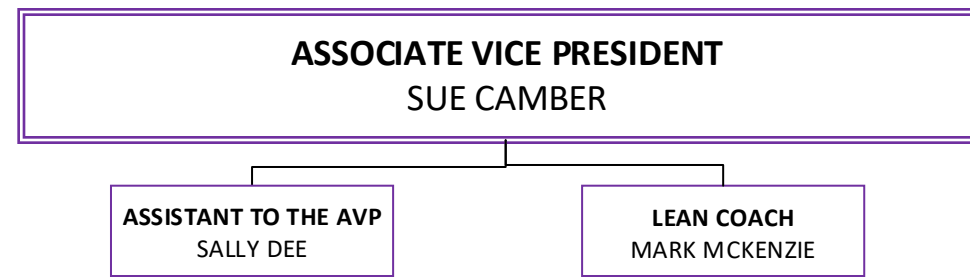 ASSOCIATE VICE PRESIDENT
SUE CAMBER
ASSISTANT TO THE AVP
SALLY DEE
LEAN COACH
MARK MCKENZIE